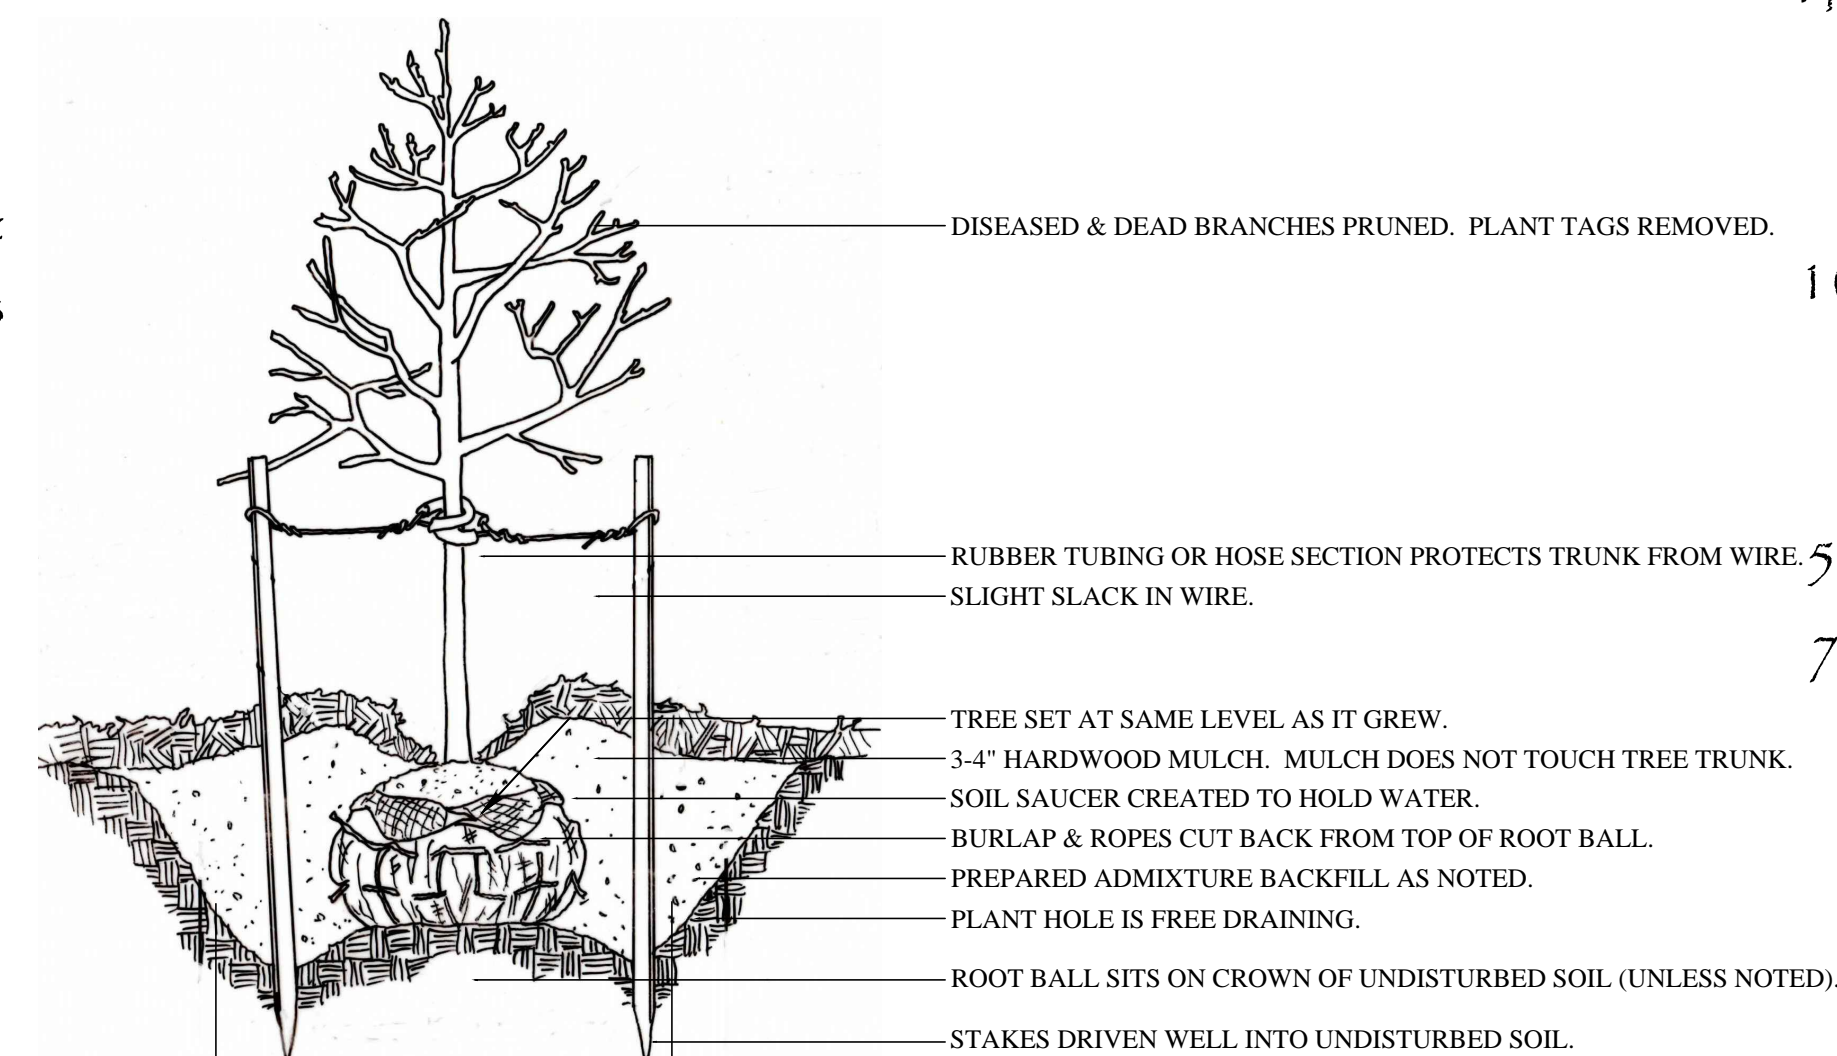 DISEASED & DEAD BRANCHES PRUNED. PLANT TAGS REMOVED.
RUBBER TUBING OR HOSE SECTION PROTECTS TRUNK FROM WIRE.
5
SLIGHT SLACK IN WIRE.
7
TREE SET AT SAME LEVEL AS IT GREW.
3-4" HARDWOOD MULCH. MULCH DOES NOT TOUCH TREE TRUNK.
SOIL SAUCER CREATED TO HOLD WATER.
BURLAP & ROPES CUT BACK FROM TOP OF ROOT BALL.
PREPARED ADMIXTURE BACKFILL AS NOTED.
PLANT HOLE IS FREE DRAINING.
ROOT BALL SITS ON CROWN OF UNDISTURBED SOIL (UNLESS NOTED).
STAKES DRIVEN WELL INTO UNDISTURBED SOIL.